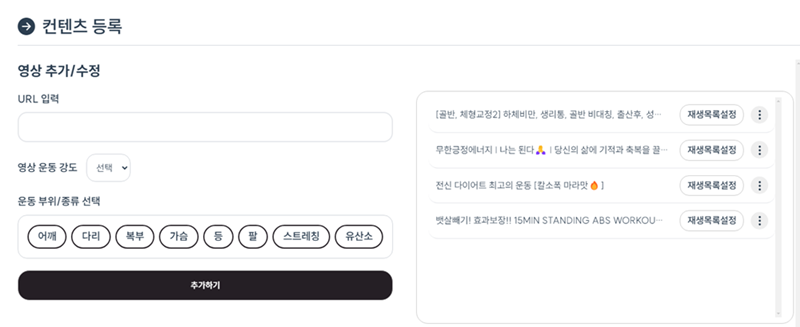 컨텐츠 등록
영상 추가/수정
URL 입력
영상 운동 강도 선택
운동 부위/종류 선택
어깨 다리 복부 가슴 등 팔 스트레칭 유산소
추가하기
[골반, 체형교정2] 하체비만, 생리통, 골반 비대칭, 출산후, 성... 재생목록설정
무한긍정에너지 | 나는 된다🙏 | 당신의 삶에 기적과 축복을 끌... 재생목록설정
전신 다이어트 최고의 운동 [칼소폭 마라맛🔥] 재생목록설정
뱃살빼기! 효과보장!! 15MIN STANDING ABS WORKOU... 재생목록설정